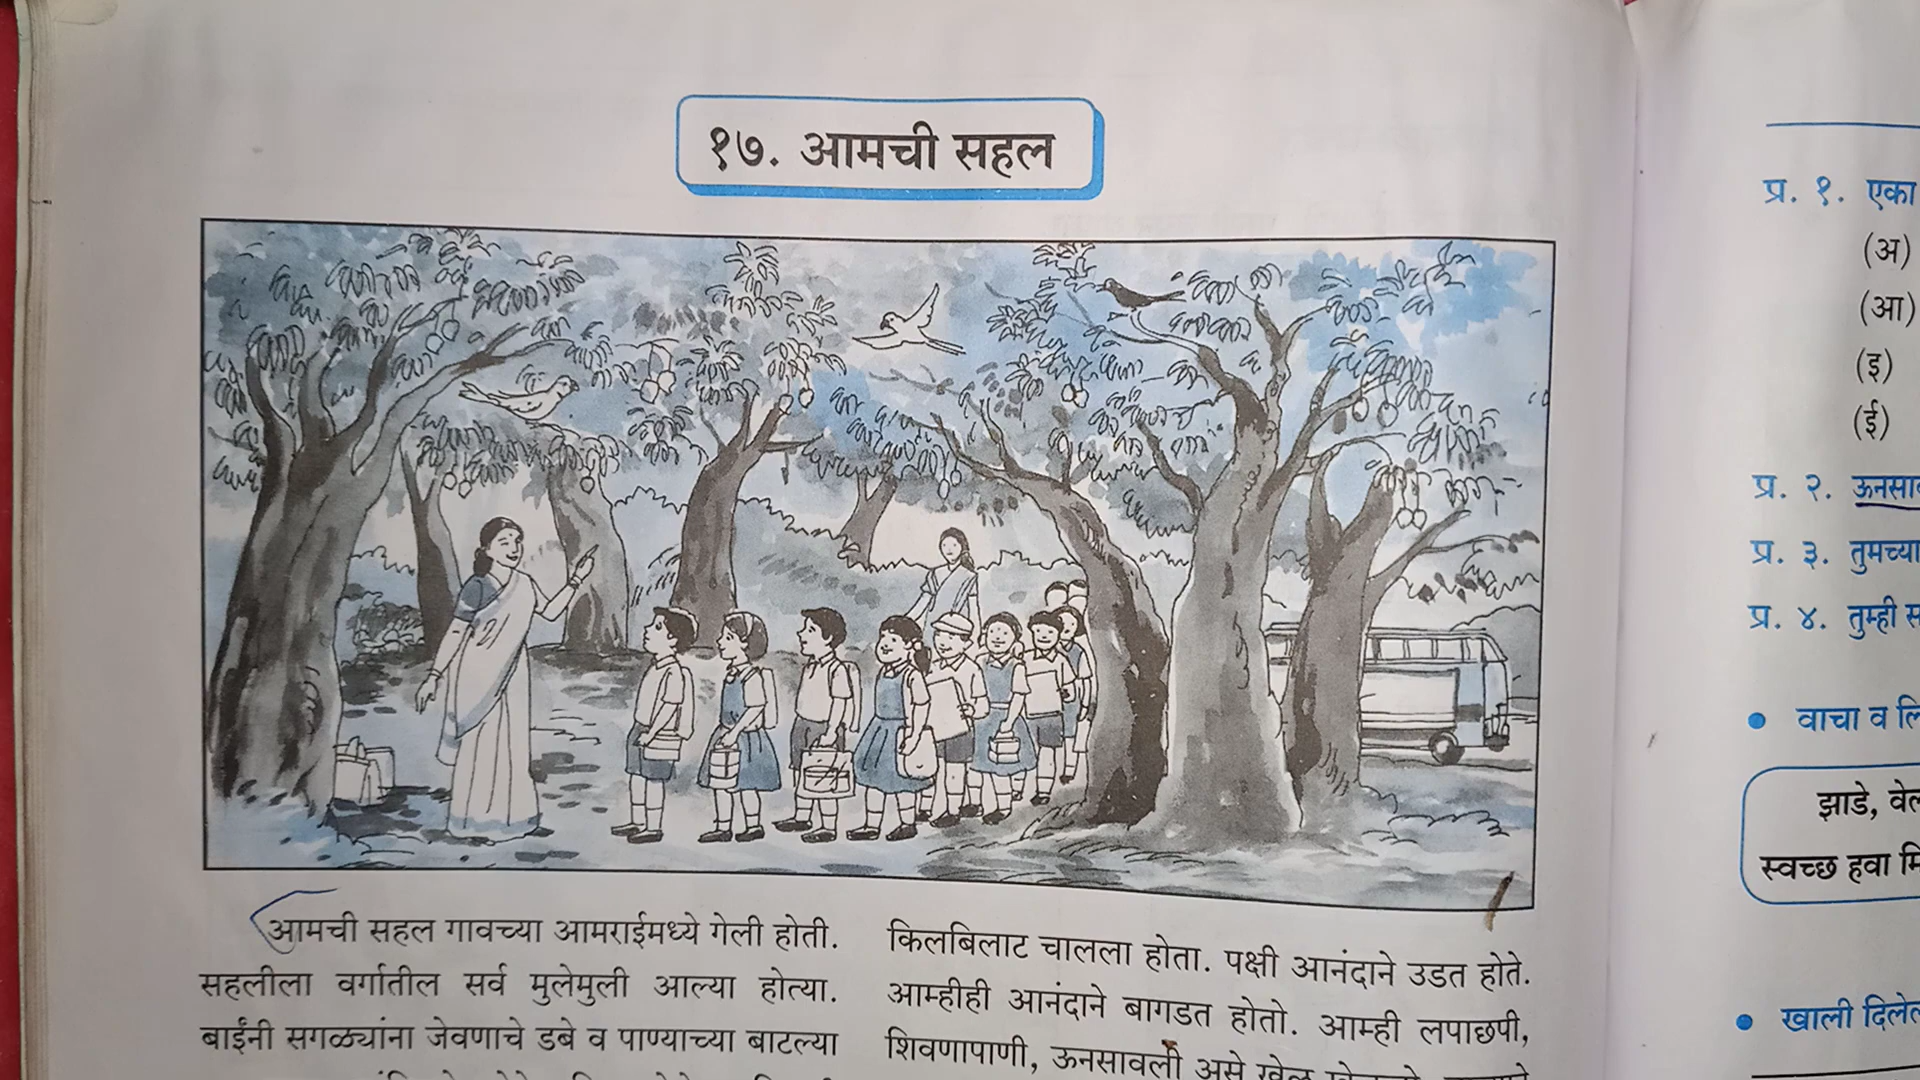 १७. आमची सहल
आमची सहल गावच्या आमराईमध्ये गेली होती.
सहलीला वर्गातील सर्व मुलेमुली आल्या होत्या.
बाईंनी सगळ्यांना जेवणाचे डबे व पाण्याच्या बाटल्या
किलबिलाट चालला होता. पक्षी आनंदाने उडत होते.
आम्हीही आनंदाने बागडत होतो. आम्ही लपाछपी,
शिवणापाणी, ऊनसावली असे खेळ
प्र. १. एका
(अ)
(आ)
(इ)
(ई)
प्र. २.
प्र. ३. तुमच्या
प्र. ४. तुम्ही
वाचा व
झाडे,
स्वच्छ हवा
खाली